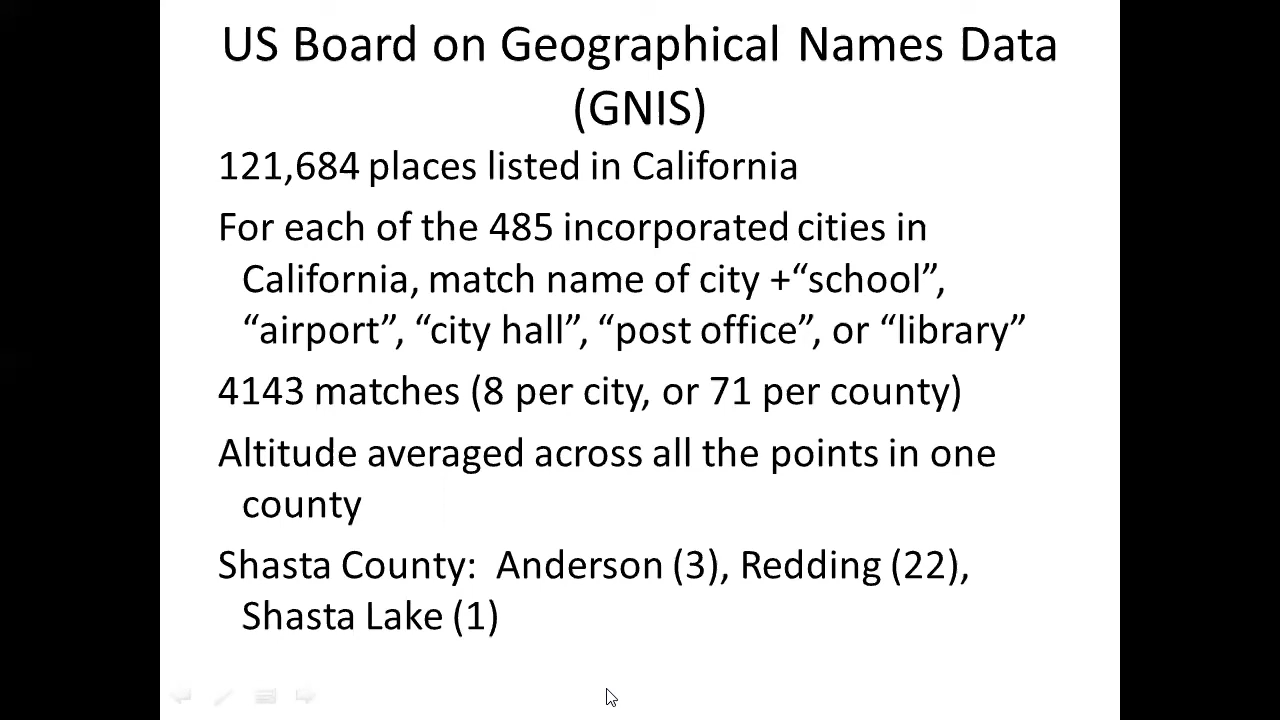 US Board on Geographical Names Data
(GNIS)
121,684 places listed in California
For each of the 485 incorporated cities in
California, match name of city +“school”,
“airport”, “city hall”, “post office”, or “library”
4143 matches (8 per city, or 71 per county)
Altitude averaged across all the points in one
county
Shasta County:  Anderson (3), Redding (22),
Shasta Lake (1)